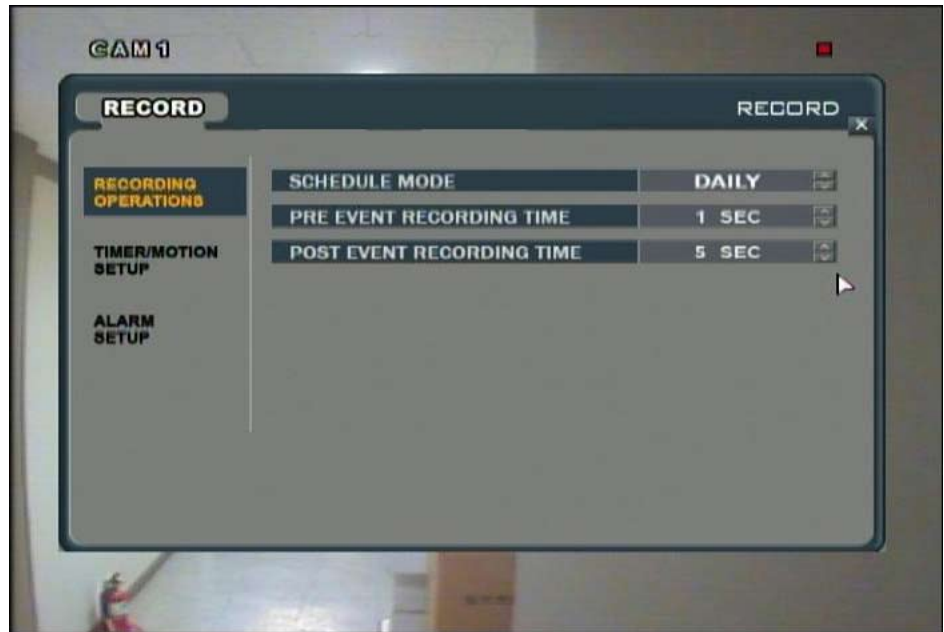 CAM 1
RECORD
RECORD
RECORDING
OPERATIONS
SCHEDULE MODE DAILY
PRE EVENT RECORDING TIME 1 SEC
TIMER/MOTION
SETUP
POST EVENT RECORDING TIME 5 SEC
ALARM
SETUP